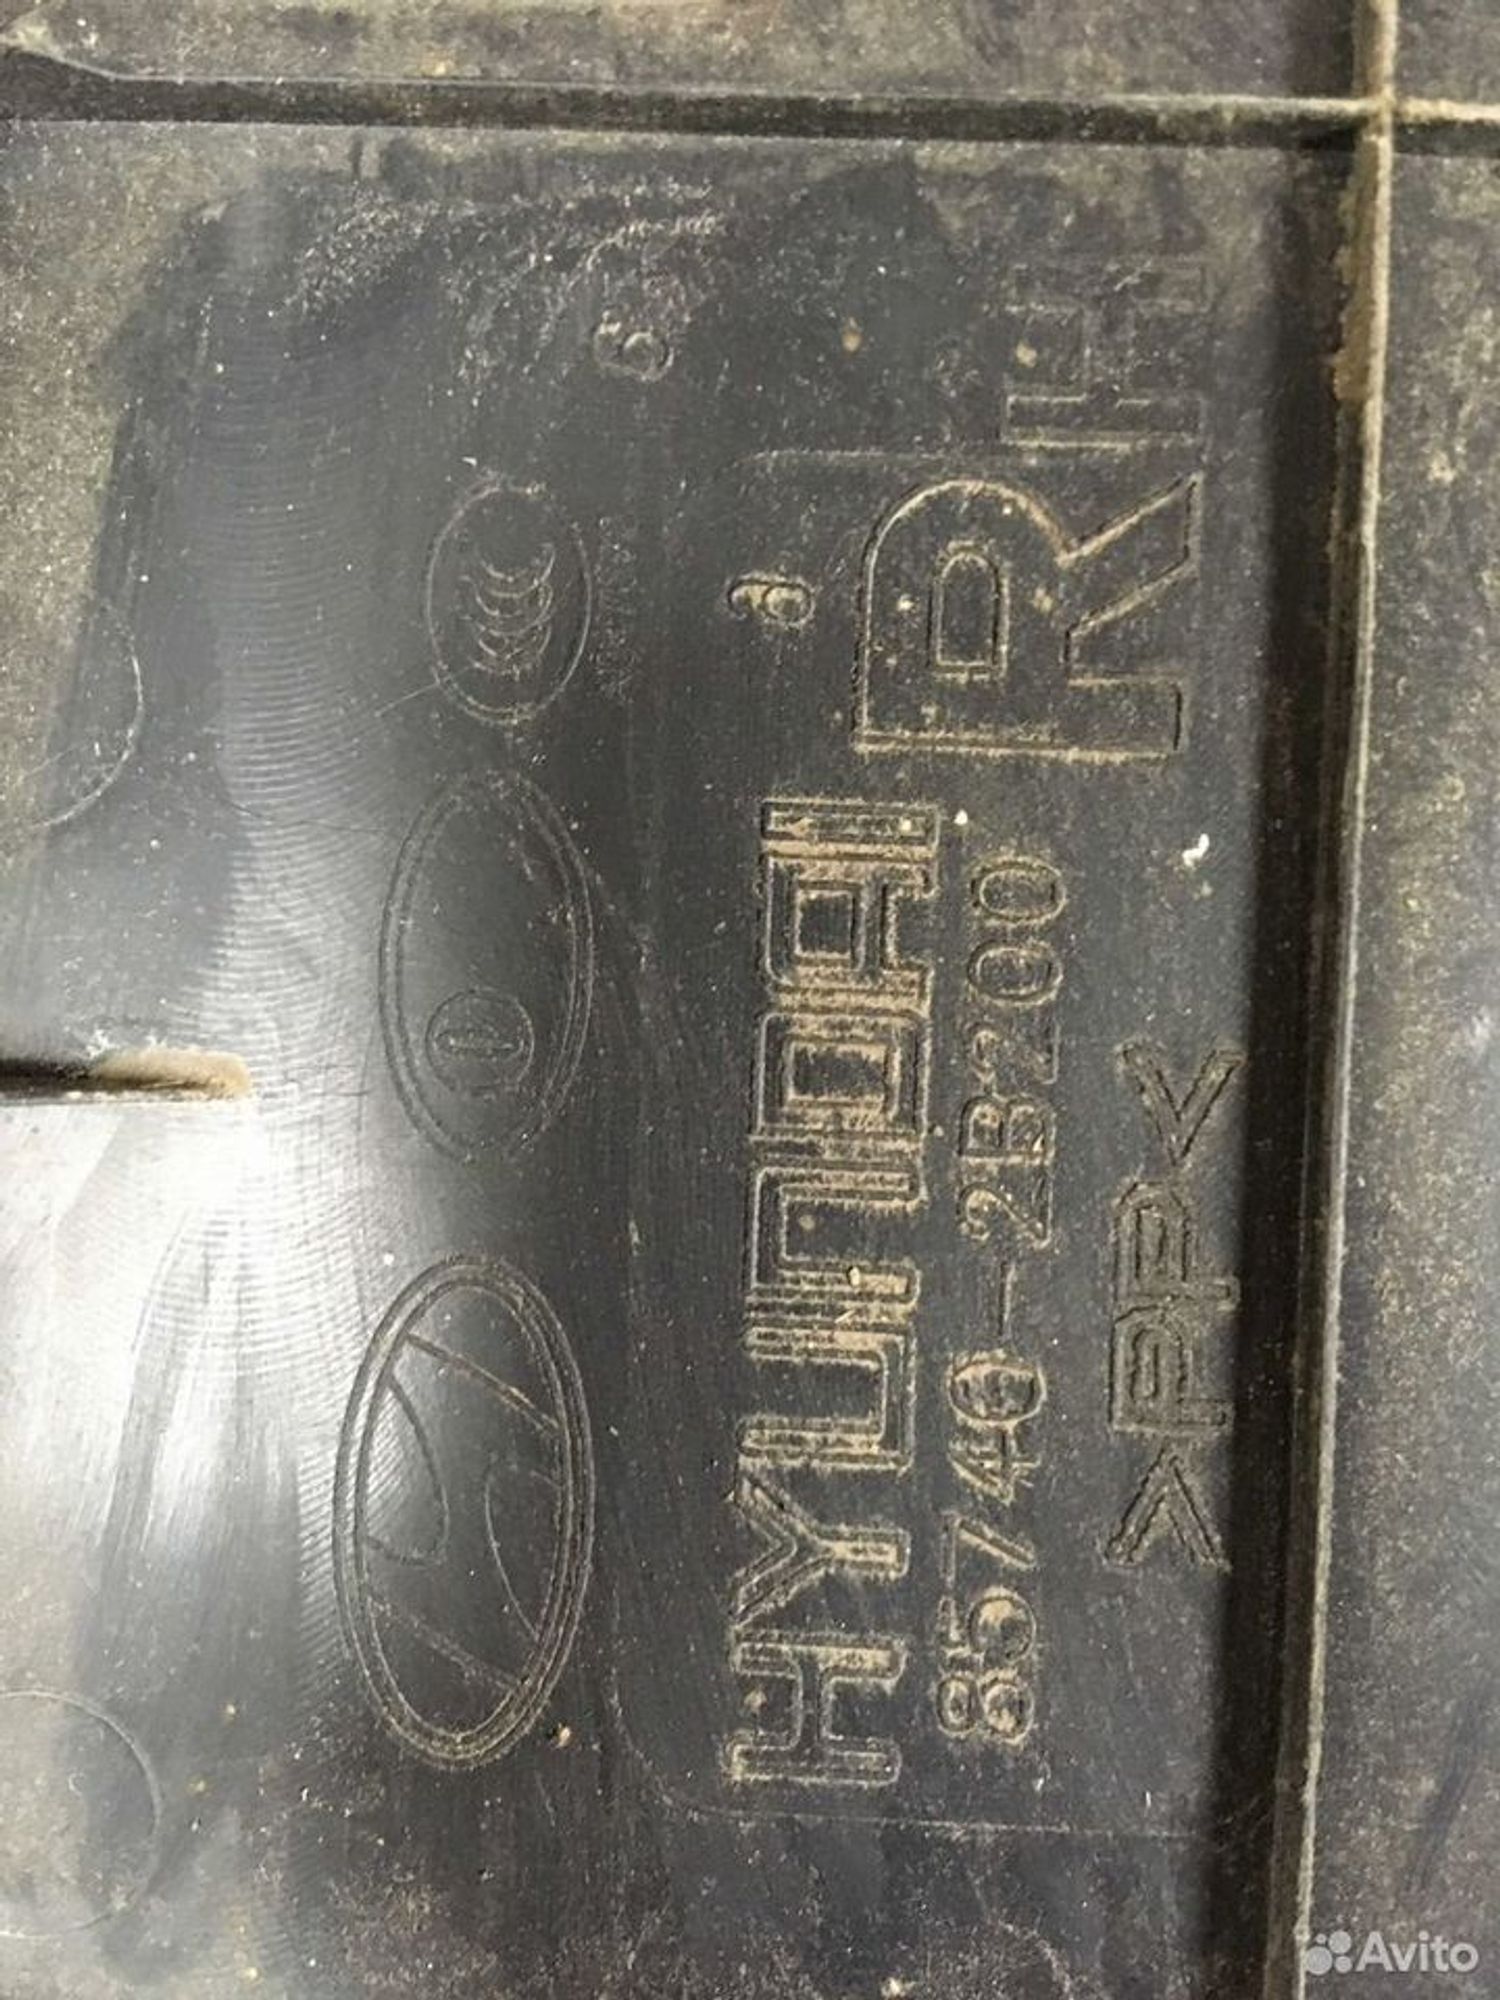 HYUNDAI
85740-2B200
>PP<
RH
Avito